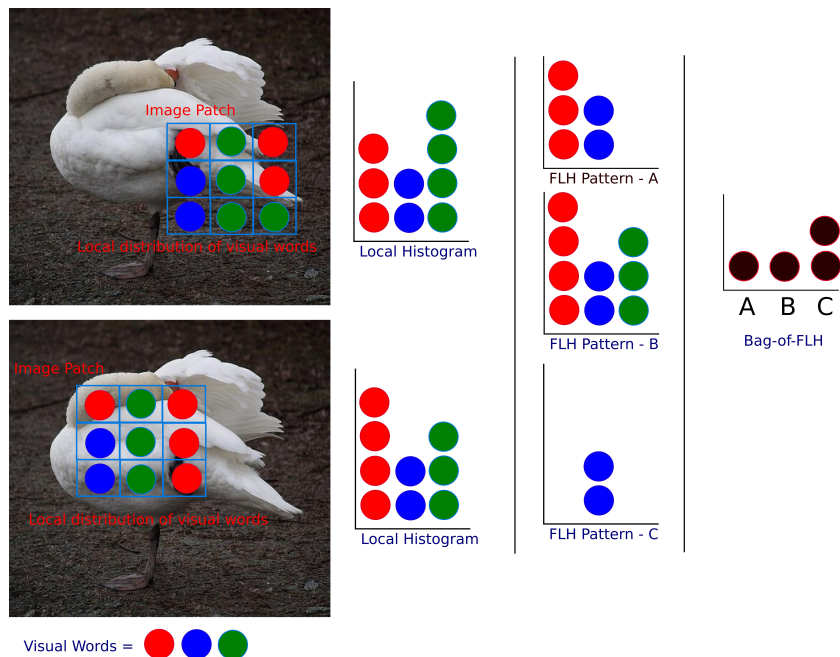 Image Patch
Local distribution of visual words
Local Histogram
Image Patch
Local distribution of visual words
Local Histogram
Visual Words =
FLH Pattern - A
FLH Pattern - B
FLH Pattern - C
A B C
Bag-of-FLH